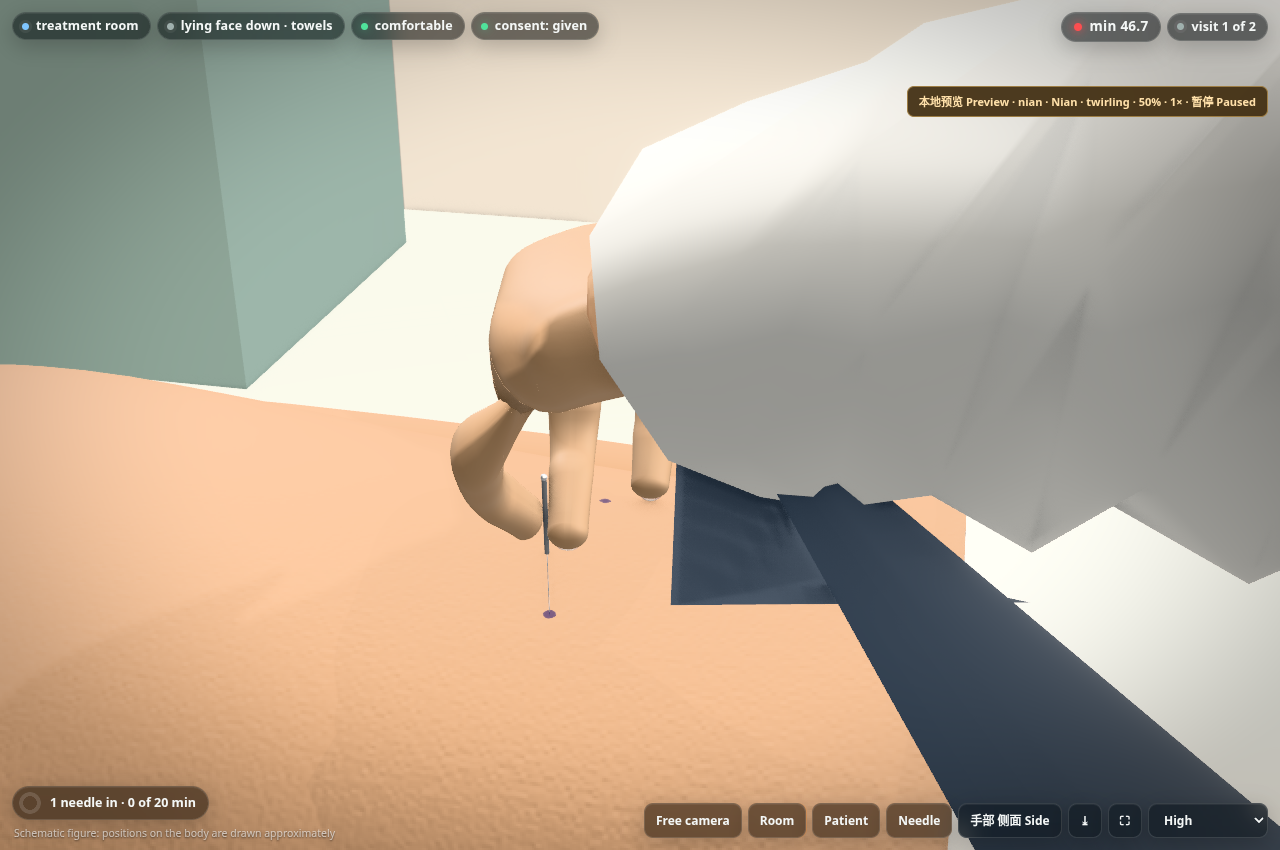 treatment room
lying face down · towels
comfortable
consent: given
min 46.7
visit 1 of 2
本地预览 Preview · nian · Nian · twirling · 50% · 1× · 暂停 Paused
1 needle in · 0 of 20 min
Schematic figure: positions on the body are drawn approximately
Free camera
Room
Patient
Needle
手部 侧面 Side
High